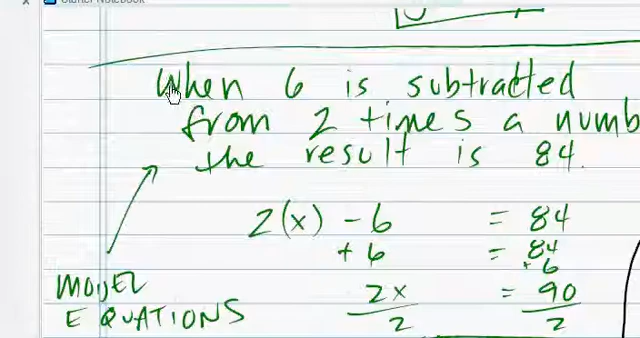 When 6 is subtracted
from 2 times a numb
the result is 84.
2(x) - 6 = 84
+ 6 = 84
+ 6
2x = 90
2 2
MODEL
EQUATIONS